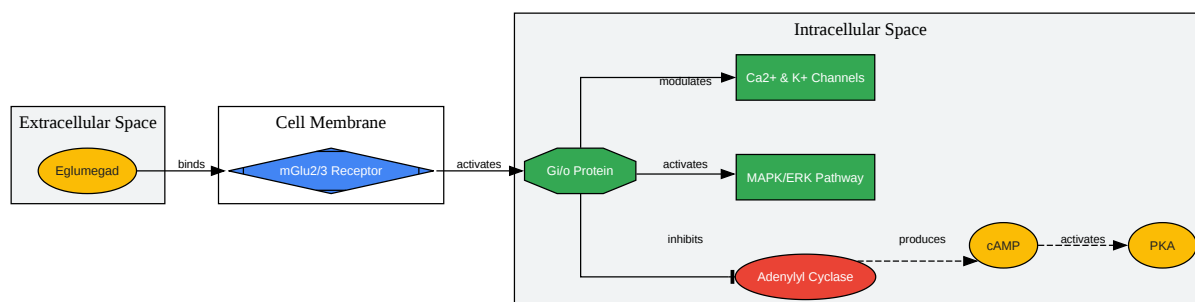 Intracellular Space
Ca2+ & K+ Channels
modulates
Extracellular Space
Cell Membrane
Eglumegad
binds
mGlu2/3 Receptor
activates
Gi/o Protein
activates
MAPK/ERK Pathway
inhibits
produces
cAMP
activates
PKA
Adenylyl Cyclase